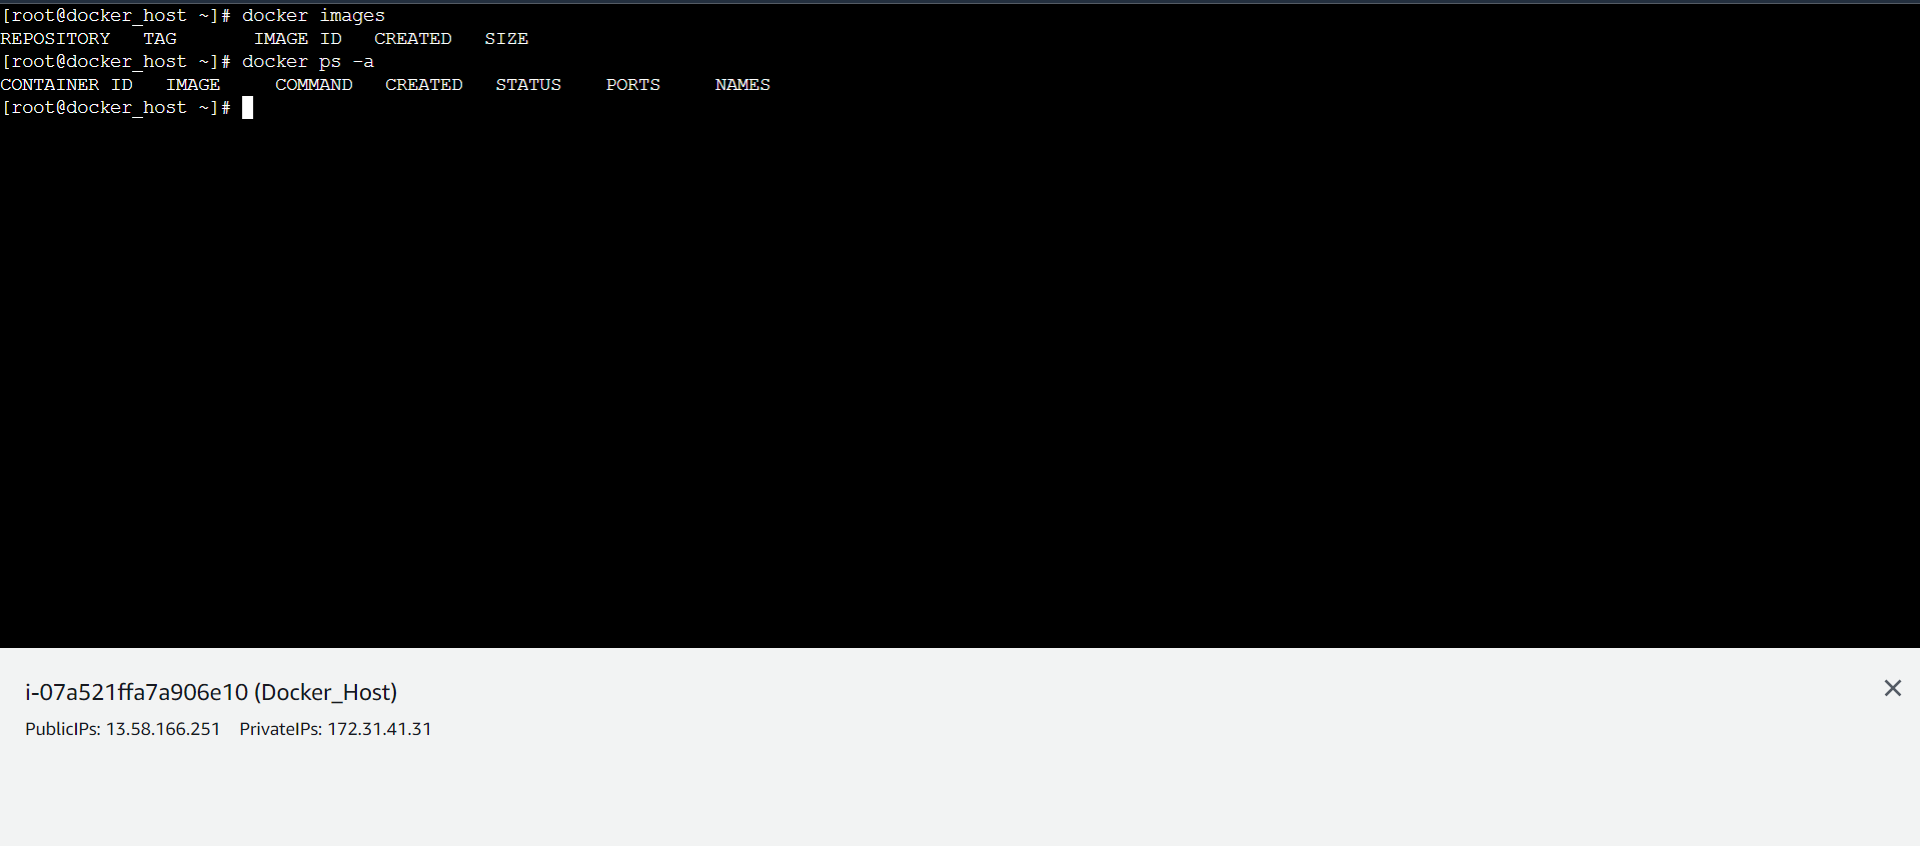 [root@docker_host ~]# docker images
REPOSITORY   TAG       IMAGE ID   CREATED   SIZE
[root@docker_host ~]# docker ps -a
CONTAINER ID   IMAGE     COMMAND   CREATED   STATUS    PORTS     NAMES
[root@docker_host ~]#
i-07a521ffa7a906e10 (Docker_Host)
PublicIPs: 13.58.166.251    PrivateIPs: 172.31.41.31